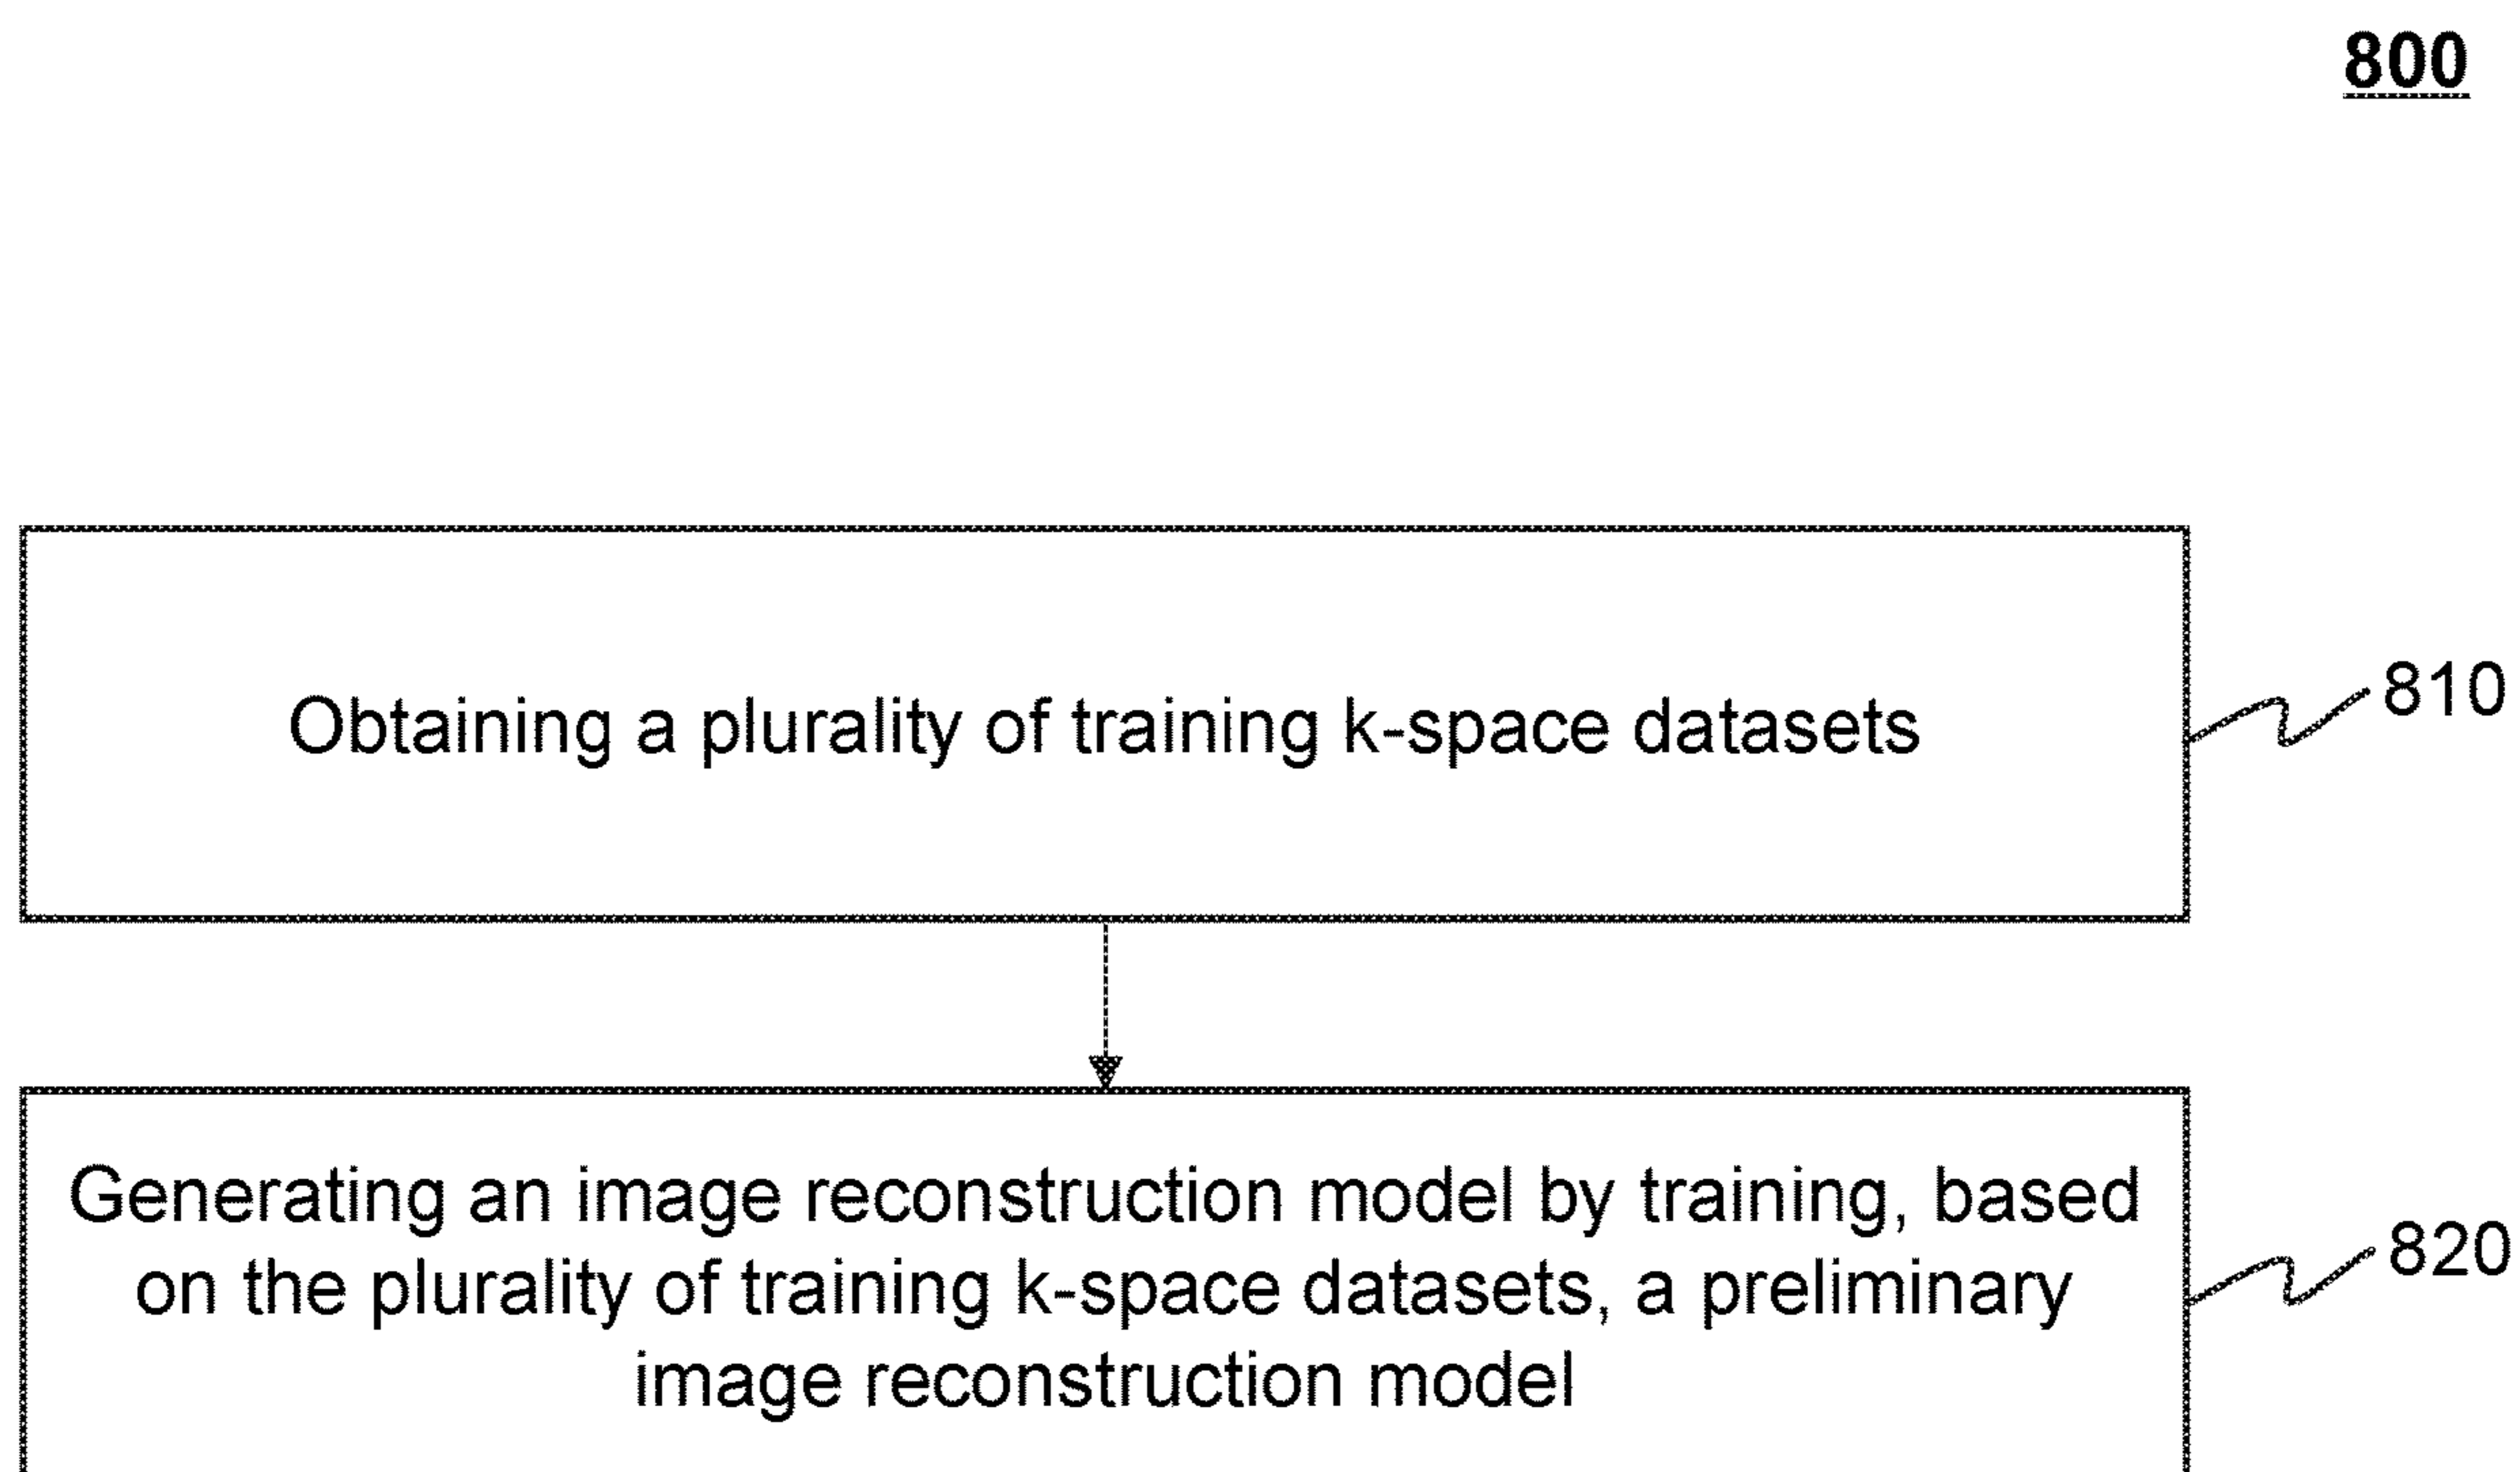 800
Obtaining a plurality of training k-space datasets
810
Generating an image reconstruction model by training, based
on the plurality of training k-space datasets, a preliminary
image reconstruction model
820